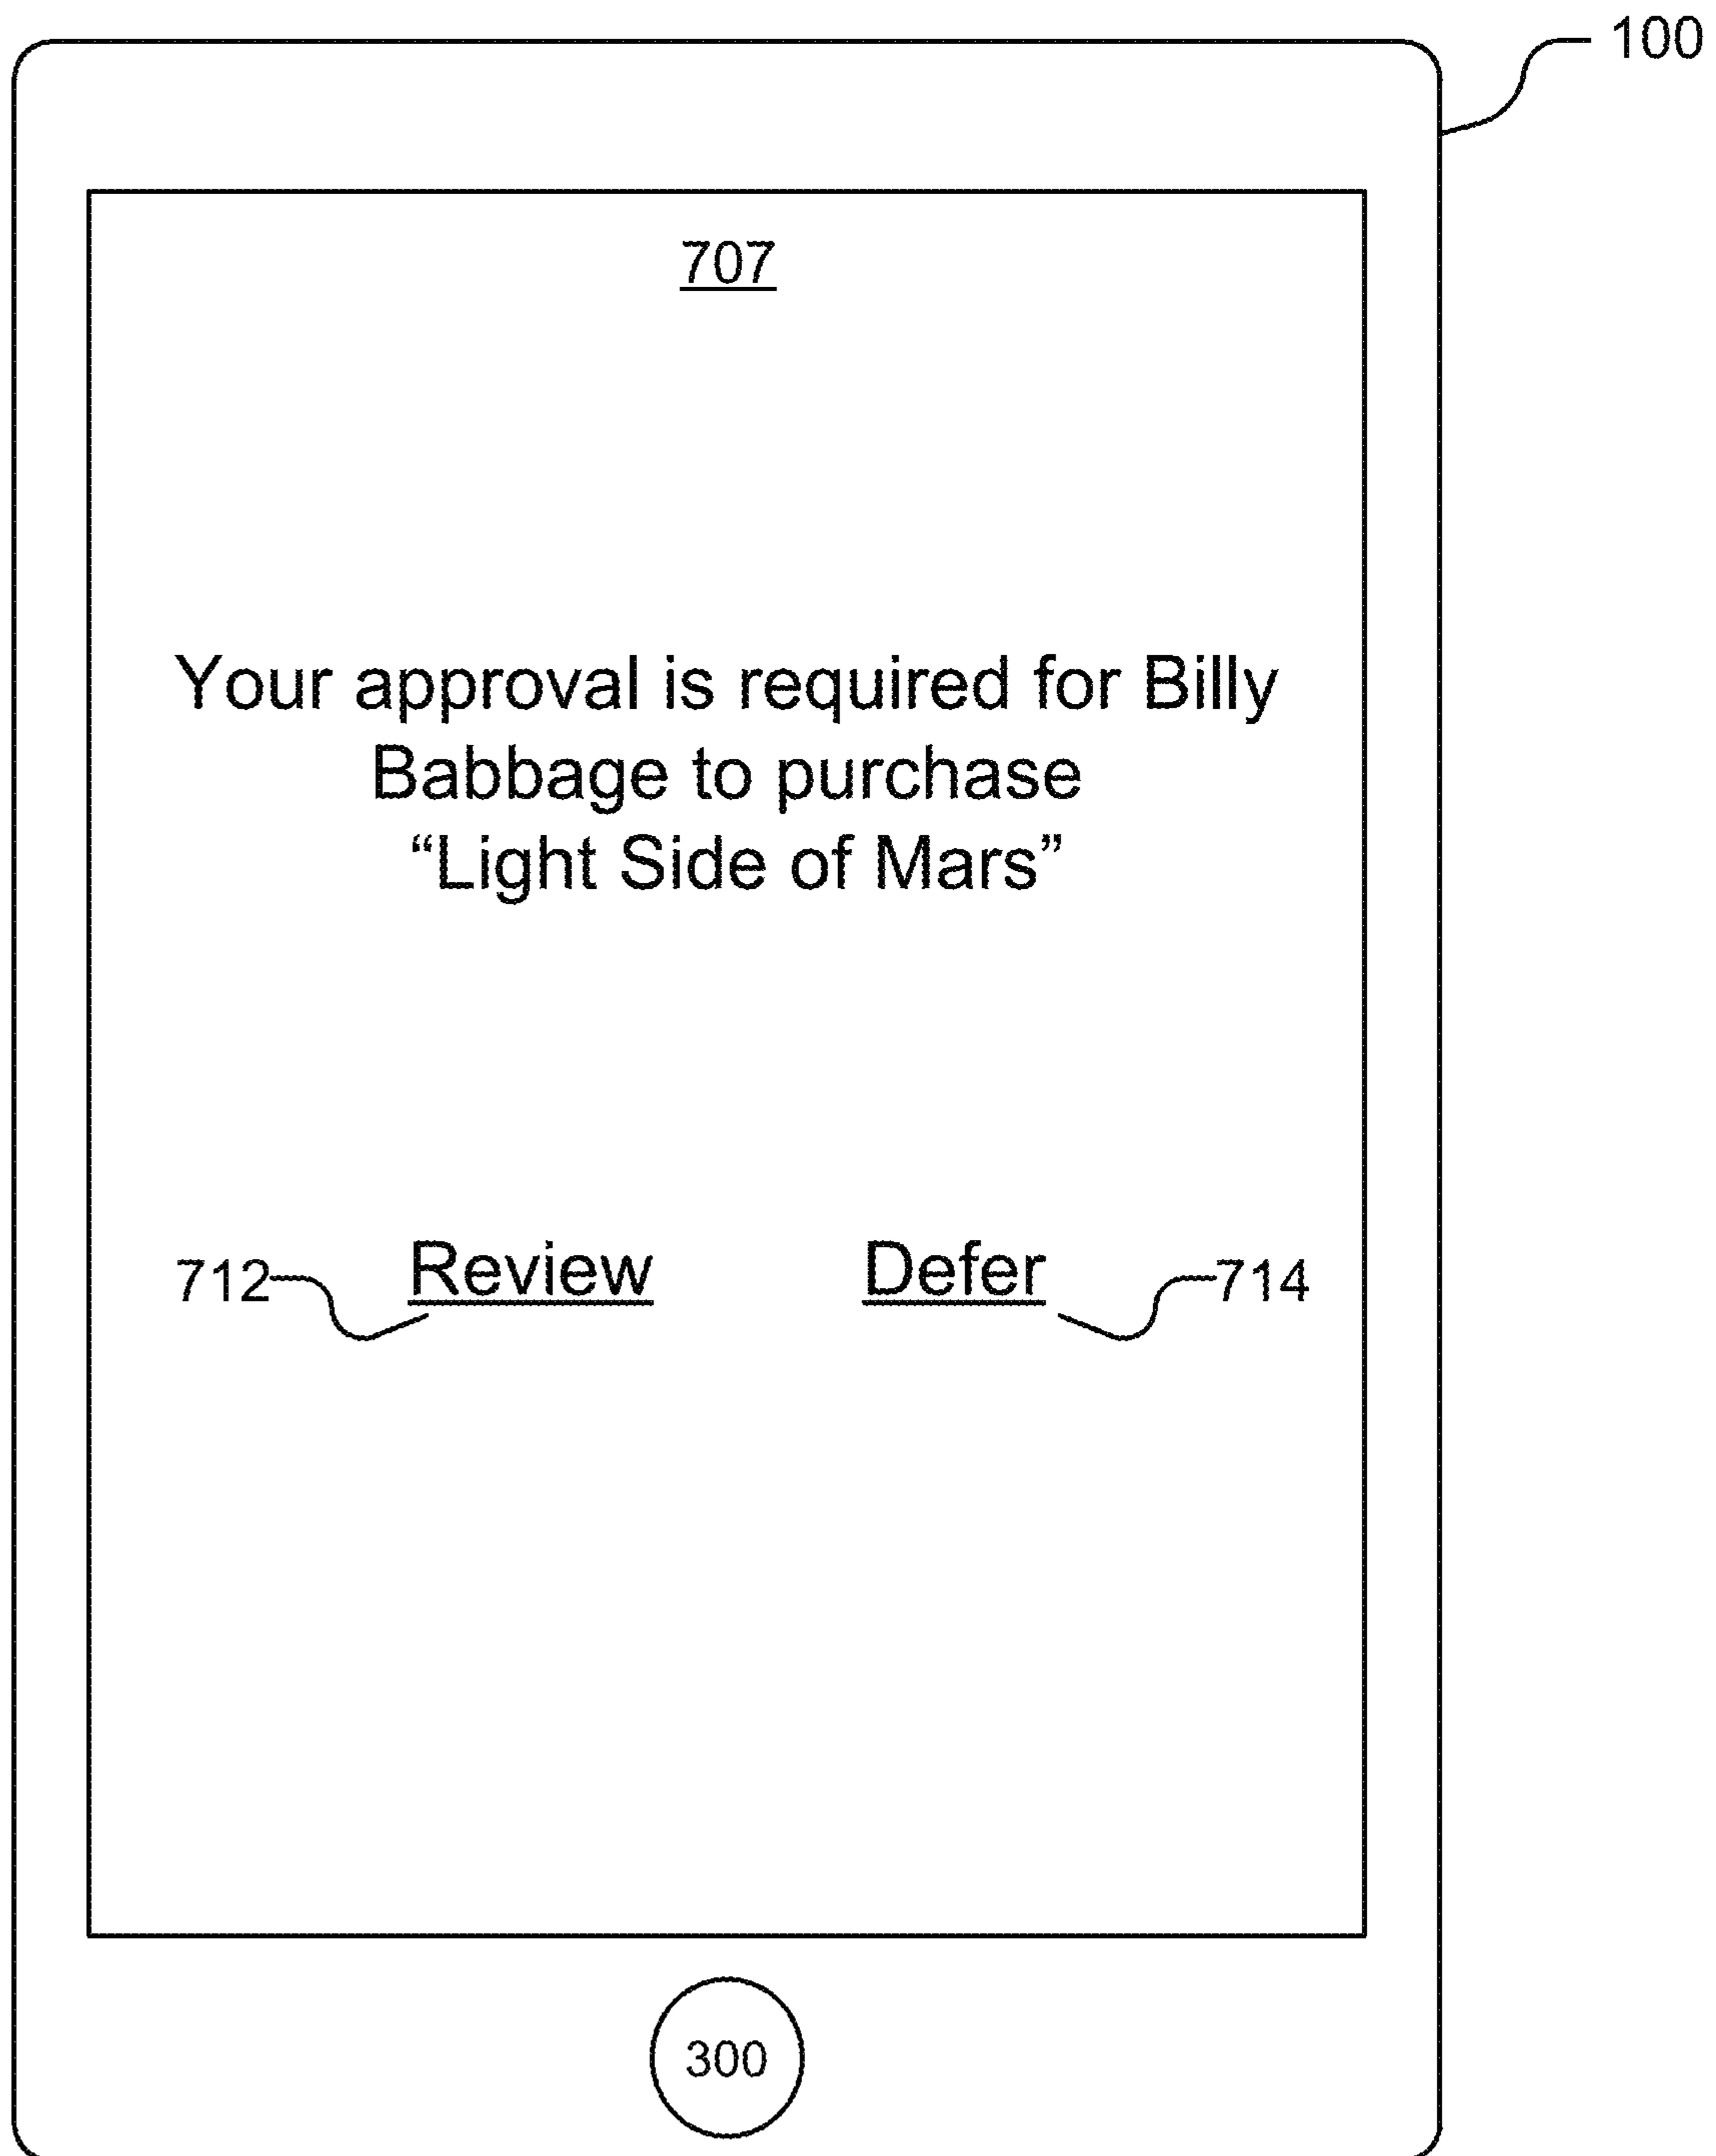 100
707
Your approval is required for Billy
Babbage to purchase
“Light Side of Mars”
712 Review Defer 714
300